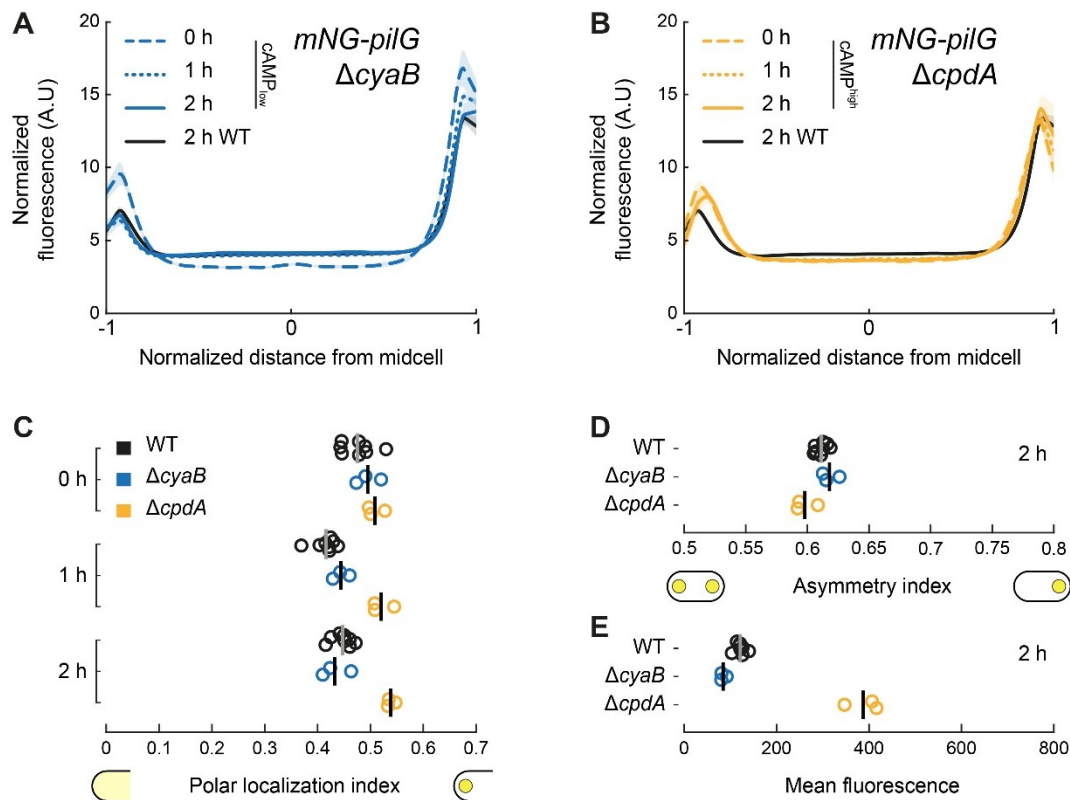 A
20
15
10
5
0
Normalized
fluorescence (A.U)
0 h
1 h
2 h
2 h WT
cAMPlow
mNG-pilG
ΔcyaB
-1
0
1
Normalized distance from midcell
B
20
15
10
5
0
Normalized
fluorescence (A.U)
0 h
1 h
2 h
2 h WT
cAMPhigh
mNG-pilG
ΔcpdA
-1
0
1
Normalized distance from midcell
C
WT
ΔcyaB
ΔcpdA
0 h
1 h
2 h
0 0.1 0.2 0.3 0.4 0.5 0.6 0.7
Polar localization index
D
WT
ΔcyaB
ΔcpdA
2 h
0.5 0.55 0.6 0.65 0.7 0.75 0.8
Asymmetry index
E
WT
ΔcyaB
ΔcpdA
2 h
0 200 400 600 800
Mean fluorescence